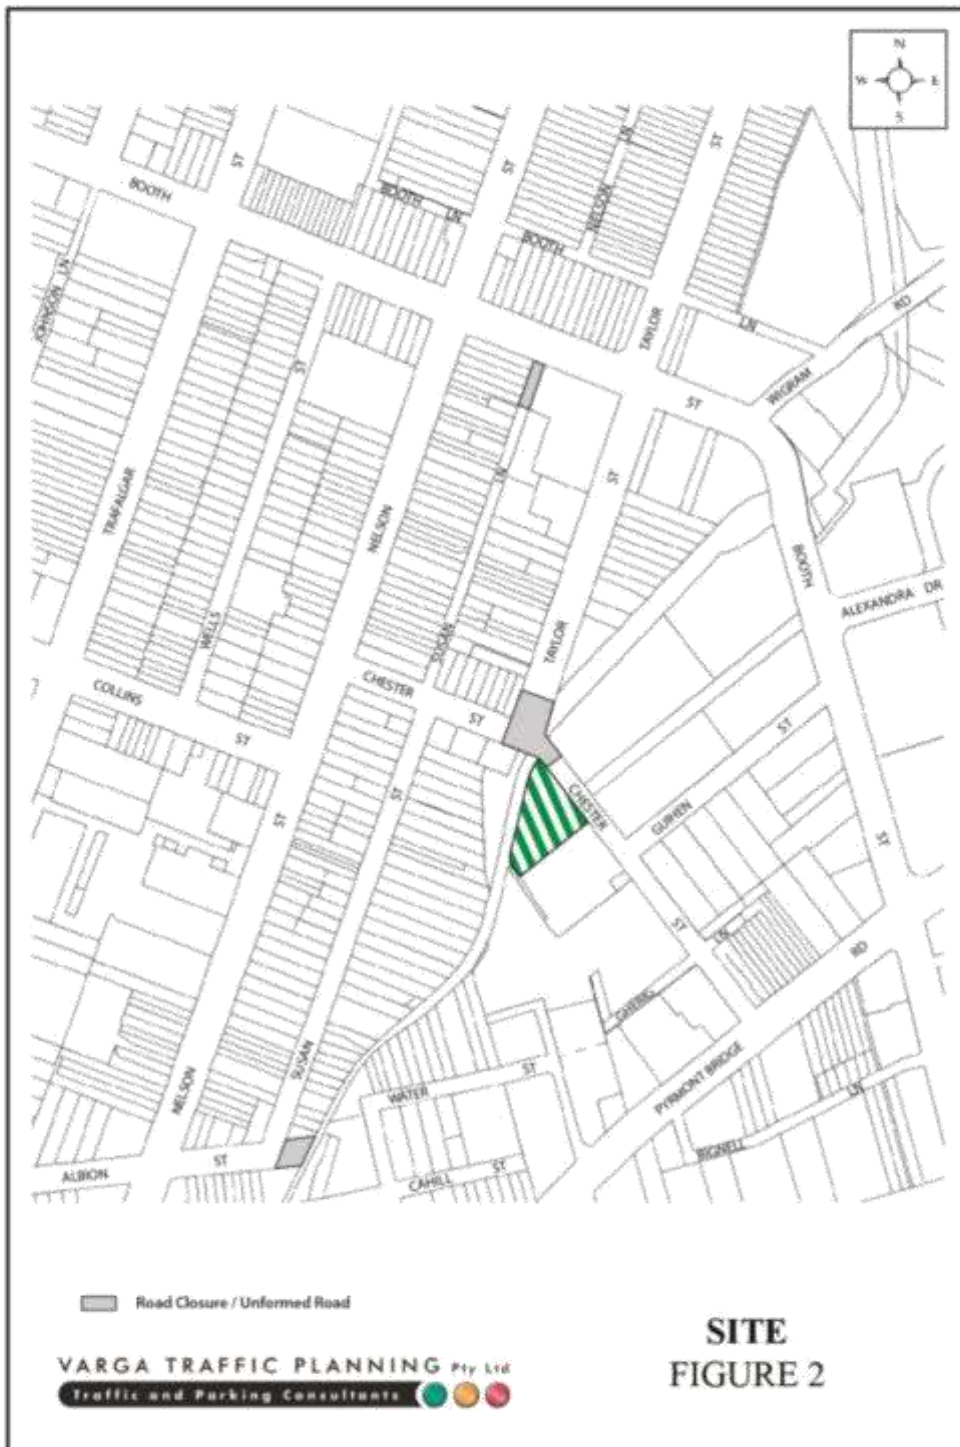 N
W E
S
BOOTH
ST
BOOTH
LN
ST
LN
NELSON
BOOTH
ST
LN
ST
TAYLOR
LN
RD
WIGRAM
ST
TRAFALGAR
WELLS
NELSON
LN
SUSAN
ST
TAYLOR
BOOTH
ALEXANDRA DR
COLLINS
ST
CHESTER
ST
ST
ST
CHESTER
GUIHEN
ST
ST
ST
LN
RD
GUIHEN
PYRMONT BRIDGE
NELSON
SUSAN
WATER
ST
LN
BIGNELL
ALBION
ST
CAHILL
ST
Road Closure / Unformed Road
VARGA TRAFFIC PLANNING Pty Ltd
Traffic and Parking Consultants
SITE
FIGURE 2